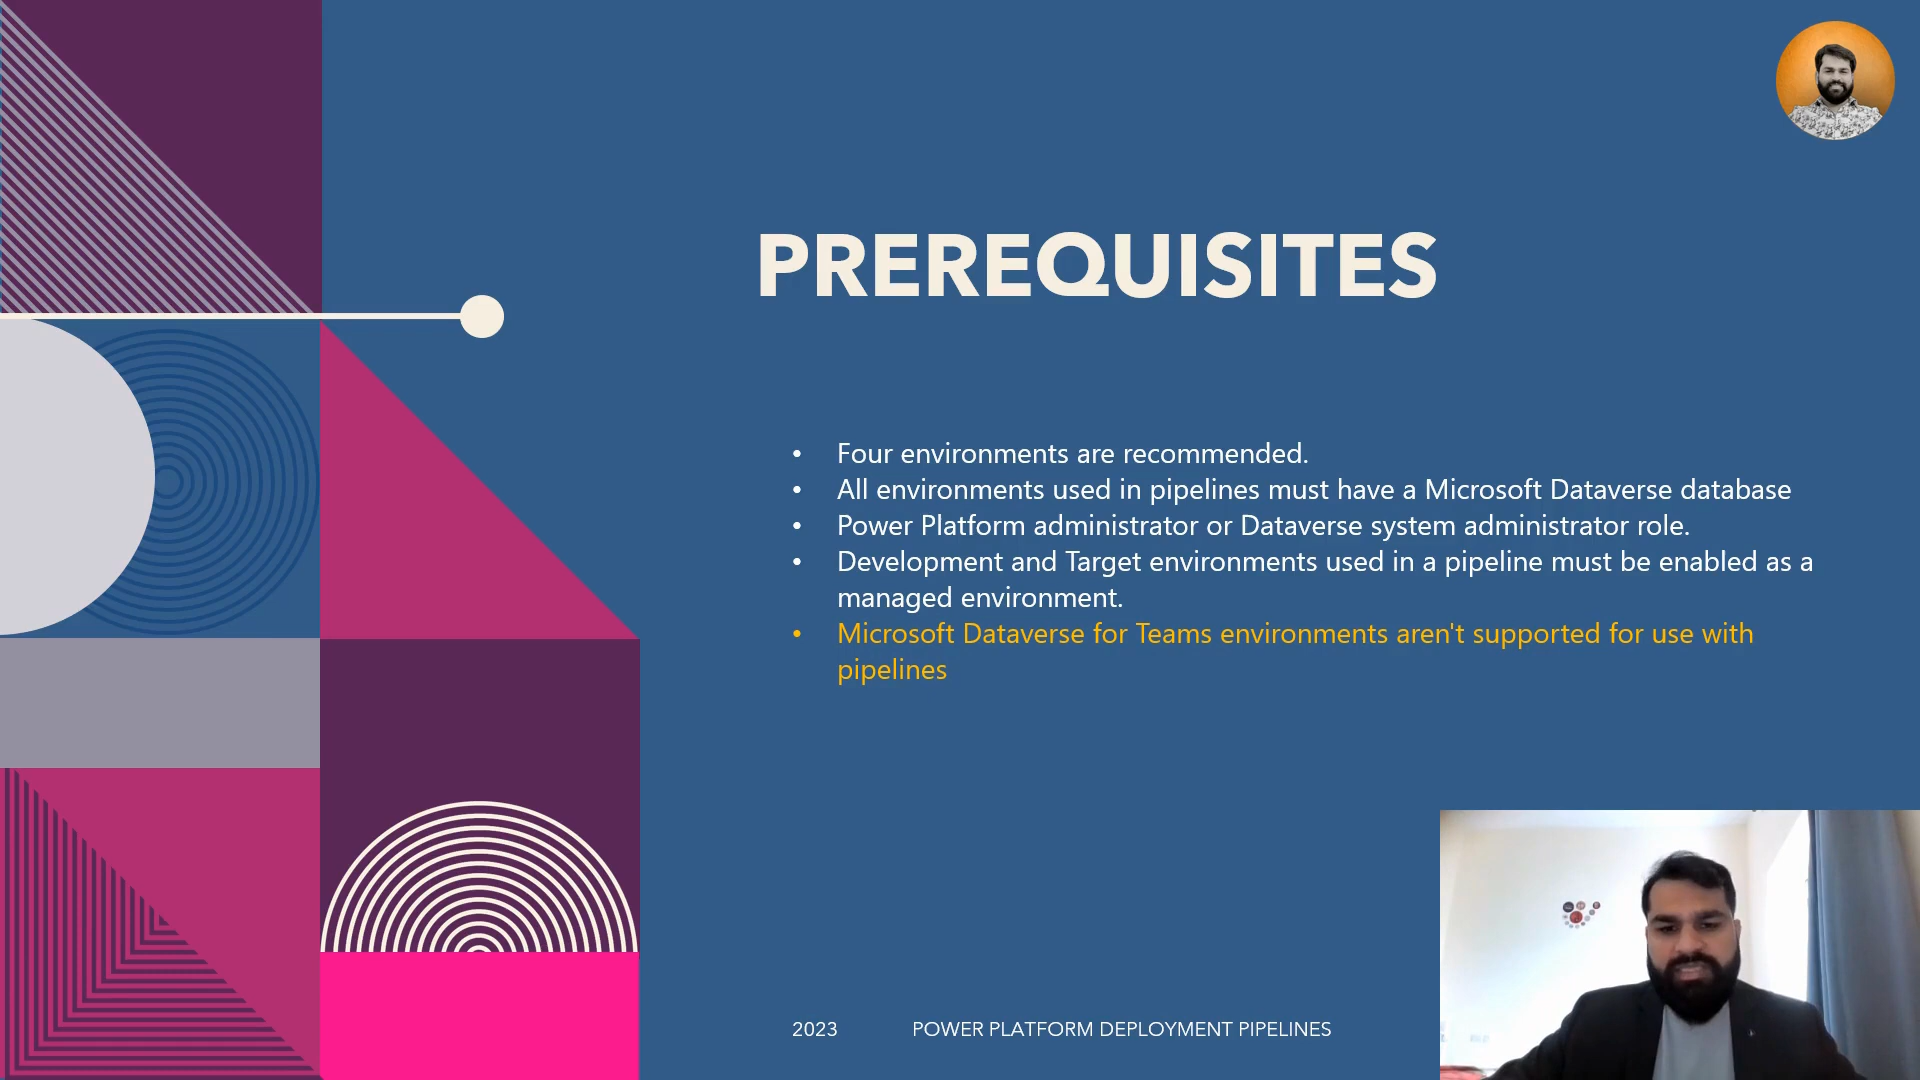 PREREQUISITES
• Four environments are recommended.
• All environments used in pipelines must have a Microsoft Dataverse database
• Power Platform administrator or Dataverse system administrator role.
• Development and Target environments used in a pipeline must be enabled as a
managed environment.
• Microsoft Dataverse for Teams environments aren't supported for use with
pipelines
2023 POWER PLATFORM DEPLOYMENT PIPELINES